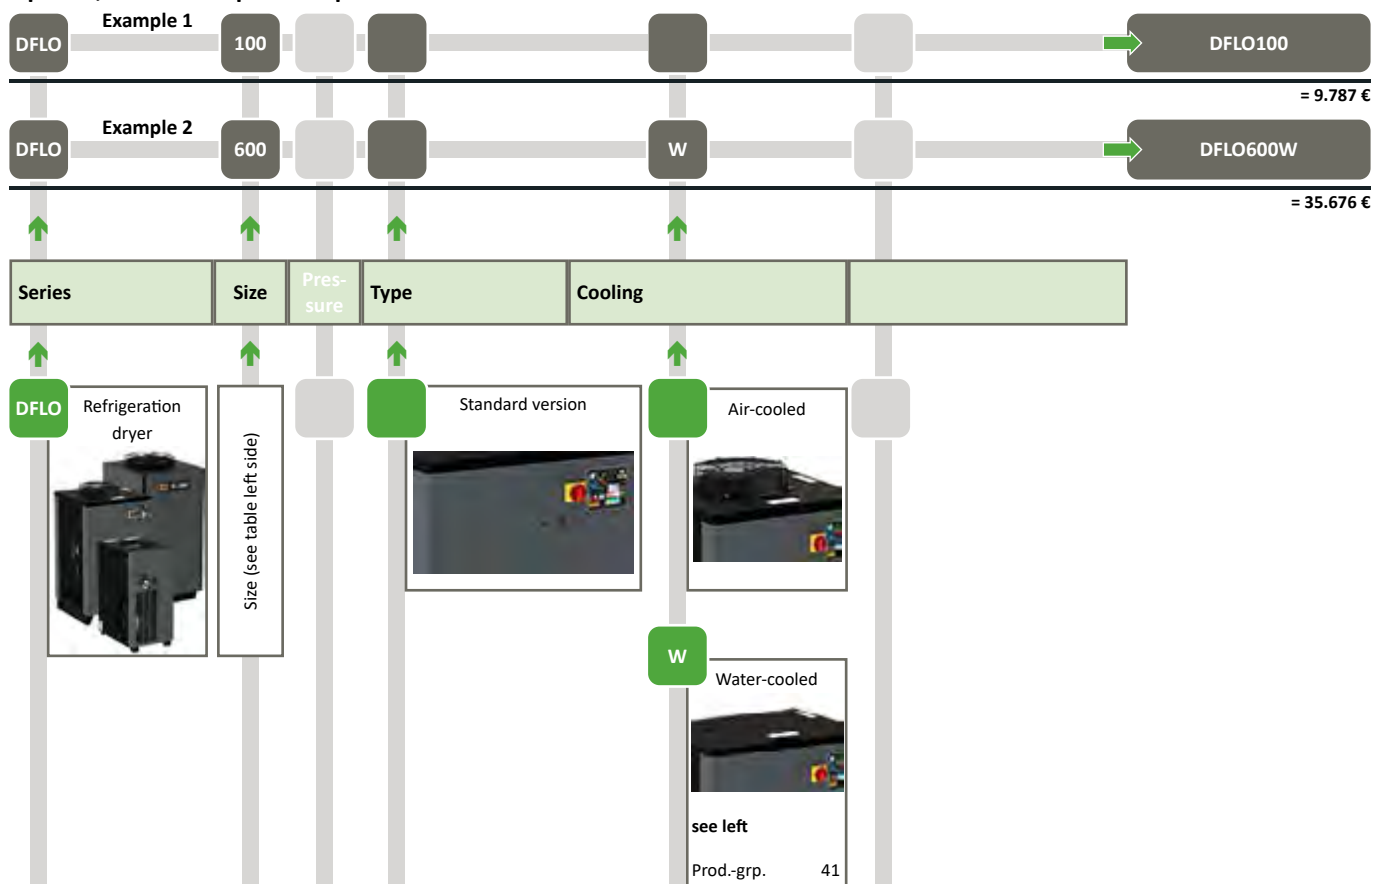 Example 1
DFLO
100
DFLO100
= 9.787 €
Example 2
DFLO
600
W
DFLO600W
= 35.676 €
Series
Size
Pres-
sure
Type
Cooling
DFLO
Refrigeration
dryer
Size (see table left side)
Standard version
Air-cooled
W
Water-cooled
see left
Prod.-grp. 41